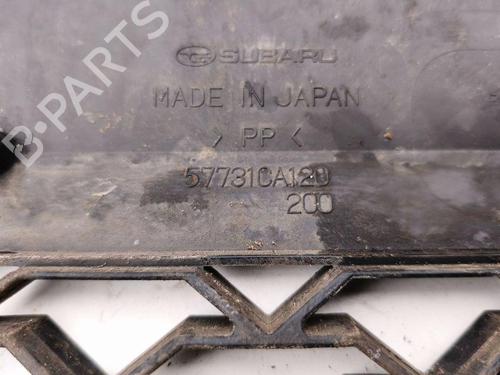 SUBARU
MADE IN JAPAN
> PP <
57731CA120
200
B-PARTS